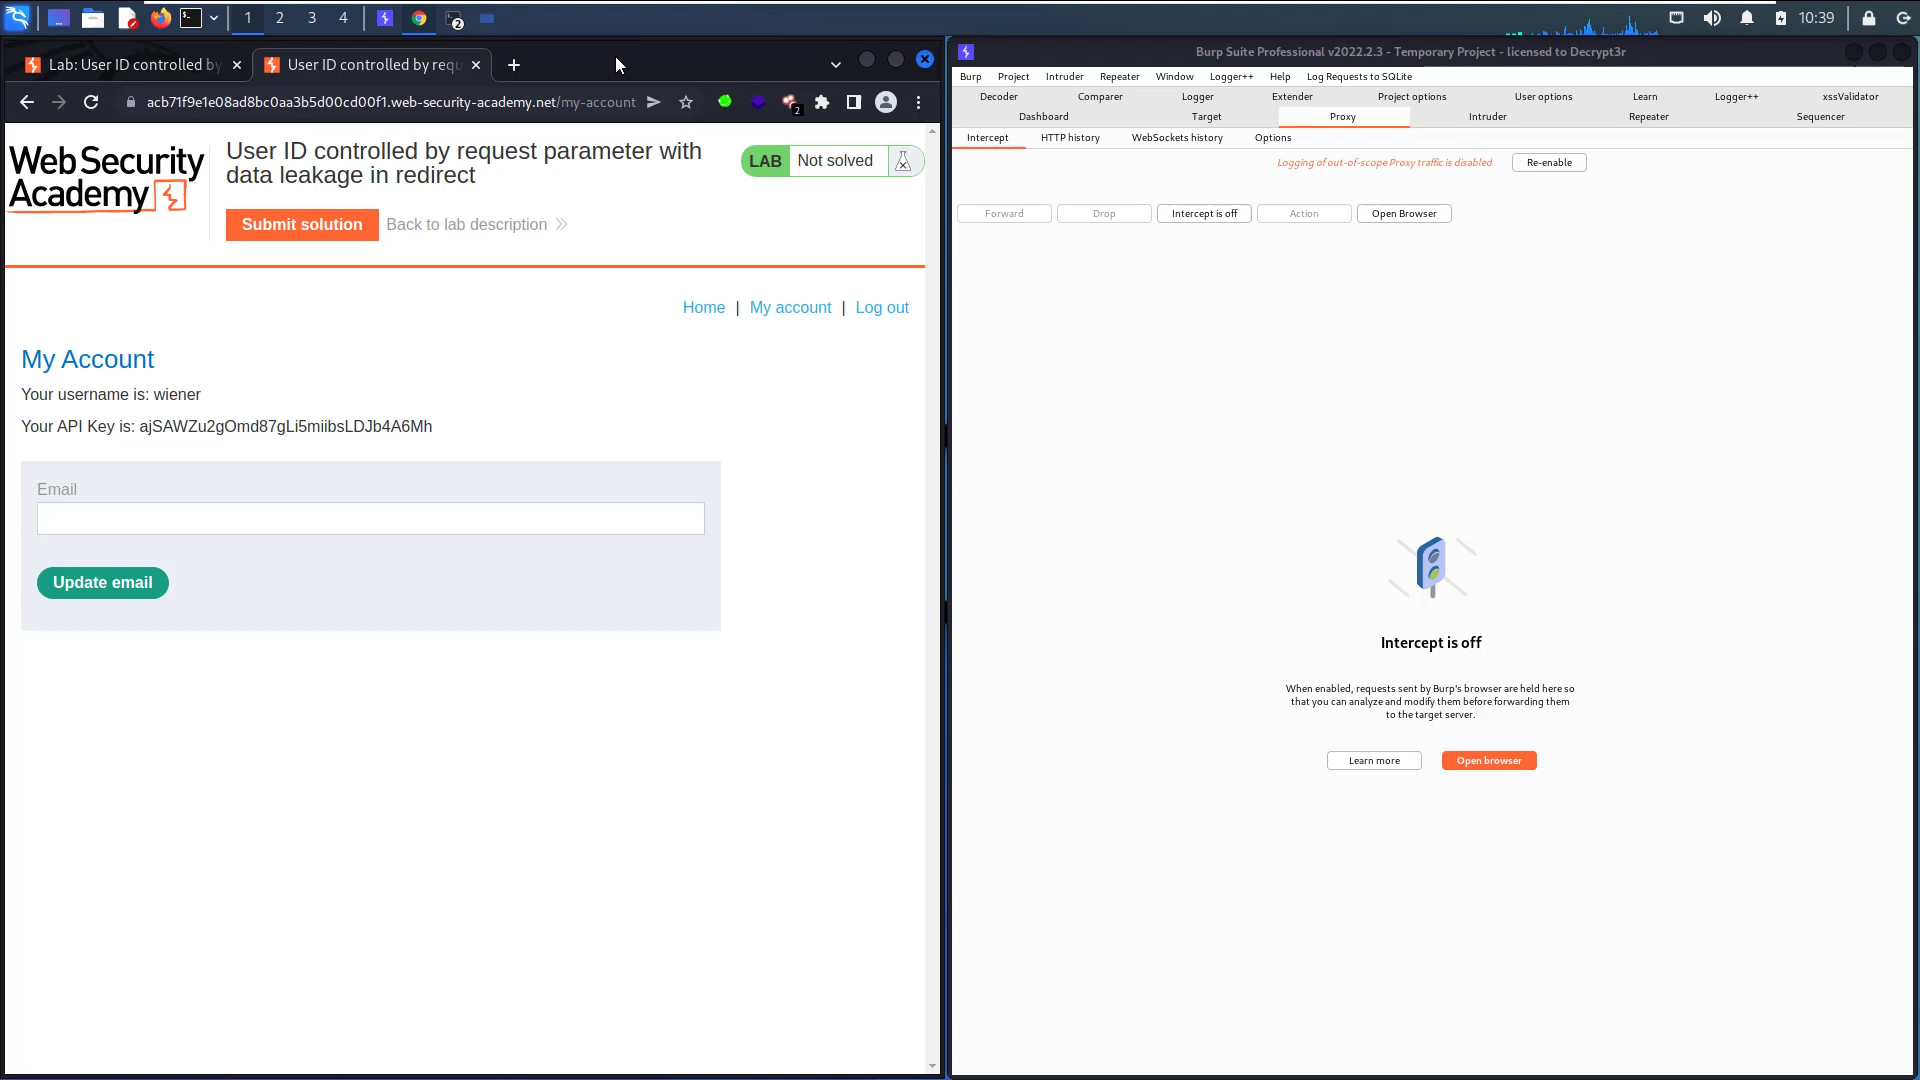 1 2 3 4
2
10:39
Lab: User ID controlled by
User ID controlled by requ
acb71f9e1e08ad8bc0aa3b5d00cd00f1.web-security-academy.net/my-account
2
Web Security
Academy
User ID controlled by request parameter with
data leakage in redirect
LAB Not solved
Submit solution
Back to lab description
Home | My account | Log out
My Account
Your username is: wiener
Your API Key is: ajSAWZu2gOmd87gLi5miibsLDJb4A6Mh
Email
Update email
Burp Suite Professional v2022.2.3 - Temporary Project - licensed to Decrypt3r
Burp Project Intruder Repeater Window Logger++ Help Log Requests to SQLite
Decoder Comparer Logger Extender Project options User options Learn Logger++ xssValidator
Dashboard Target Proxy Intruder Repeater Sequencer
Intercept HTTP history WebSockets history Options
Logging of out-of-scope Proxy traffic is disabled
Re-enable
Forward Drop Intercept is off Action Open Browser
Intercept is off
When enabled, requests sent by Burp's browser are held here so
that you can analyze and modify them before forwarding them
to the target server.
Learn more
Open browser